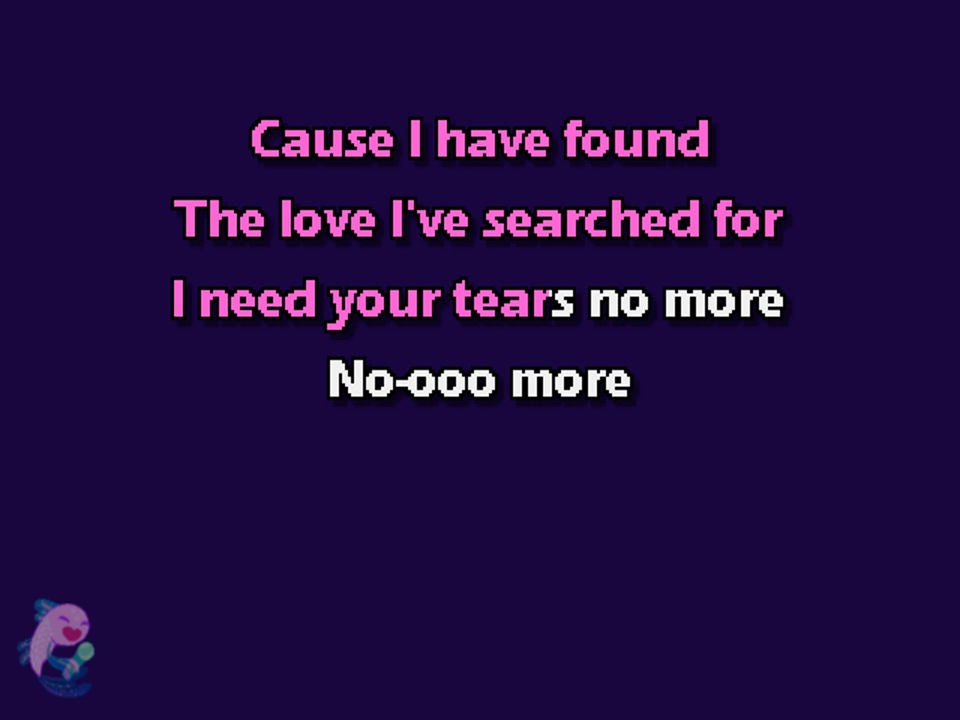 Cause I have found
The love I've searched for
I need your tears no more
No-ooo more